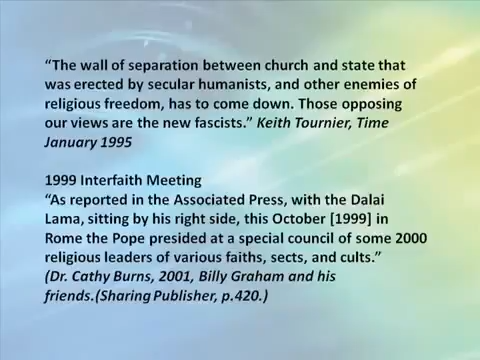 “The wall of separation between church and state that
was erected by secular humanists, and other enemies of
religious freedom, has to come down. Those opposing
our views are the new fascists.” Keith Tournier, Time
January 1995
1999 Interfaith Meeting
“As reported in the Associated Press, with the Dalai
Lama, sitting by his right side, this October [1999] in
Rome the Pope presided at a special council of some 2000
religious leaders of various faiths, sects, and cults.”
(Dr. Cathy Burns, 2001, Billy Graham and his
friends.(Sharing Publisher, p.420.)